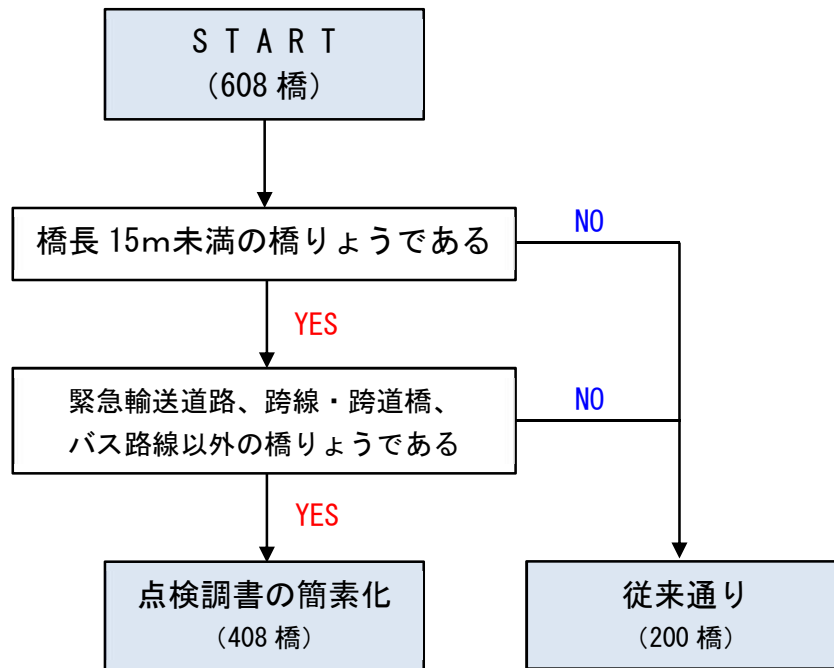 S T A R T
(608 橋)
橋長 15m未満の橋りょうである
NO
YES
緊急輸送道路、跨線・跨道橋、
バス路線以外の橋りょうである
NO
YES
点検調書の簡素化
(408 橋)
従来通り
(200 橋)